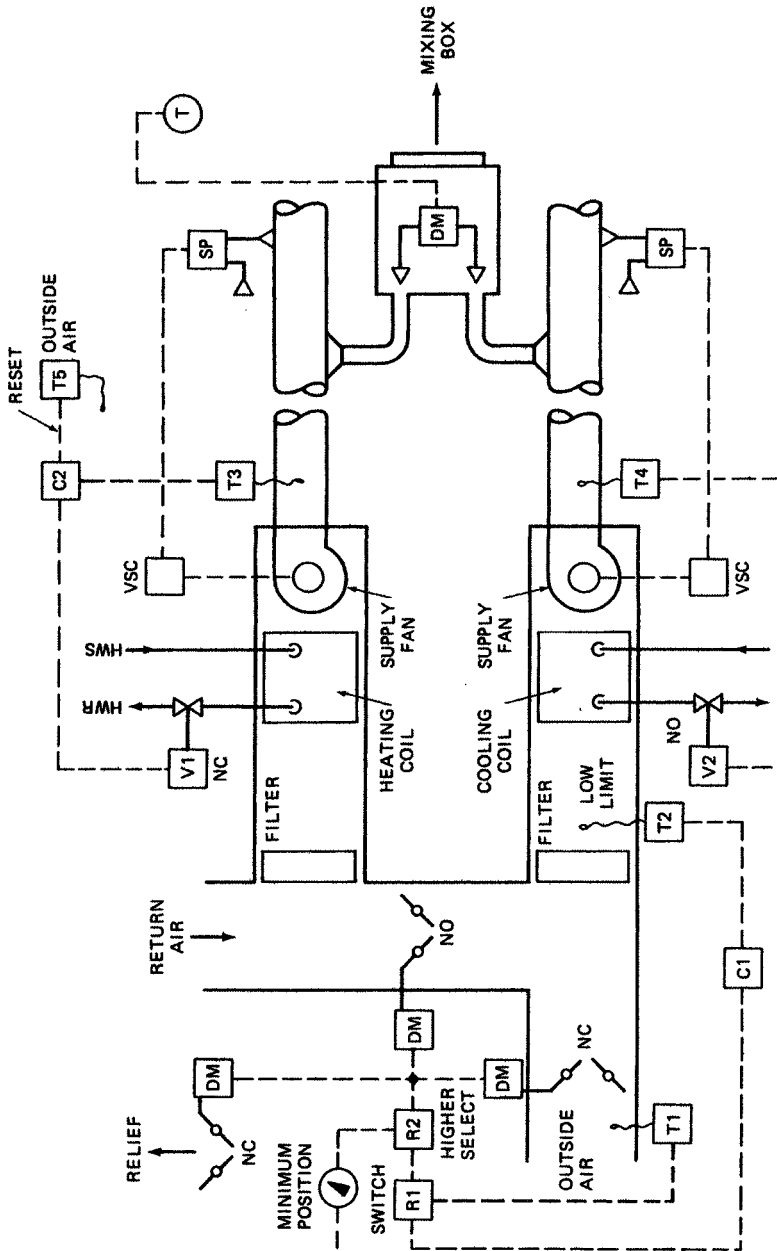 RELIEF
NC
DM
MINIMUM
POSITION
SWITCH
R1
R2
HIGHER
SELECT
DM
DM
OUTSIDE
AIR
NC
T1
C1
RETURN
AIR
NO
FILTER
V1
NC
HWR
HWS
HEATING
COIL
SUPPLY
FAN
VSC
T3
C2
RESET
T5
OUTSIDE
AIR
SP
T
DM
MIXING
BOX
FILTER
LOW
LIMIT
T2
COOLING
COIL
SUPPLY
FAN
V2
NO
VSC
T4
SP